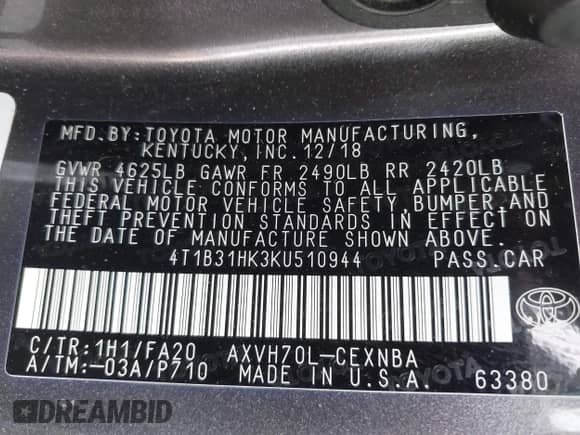 MFD.BY:TOYOTA MOTOR MANUFACTURING,
KENTUCKY, INC. 12/18
GVWR 4625LB GAWR FR 2490LB RR 2420LB
THIS VEHICLE CONFORMS TO ALL APPLICABLE
FEDERAL MOTOR VEHICLE SAFETY, BUMPER, AND
THEFT PREVENTION STANDARDS IN EFFECT ON
THE DATE OF MANUFACTURE SHOWN ABOVE.
4T1B31HK3KU510944 PASS.CAR
C/TR:1H1/FA20 AXVH70L-CEXNBA
A/TM:-03A/P710 MADE IN U.S.A. 63380
DREAMBID